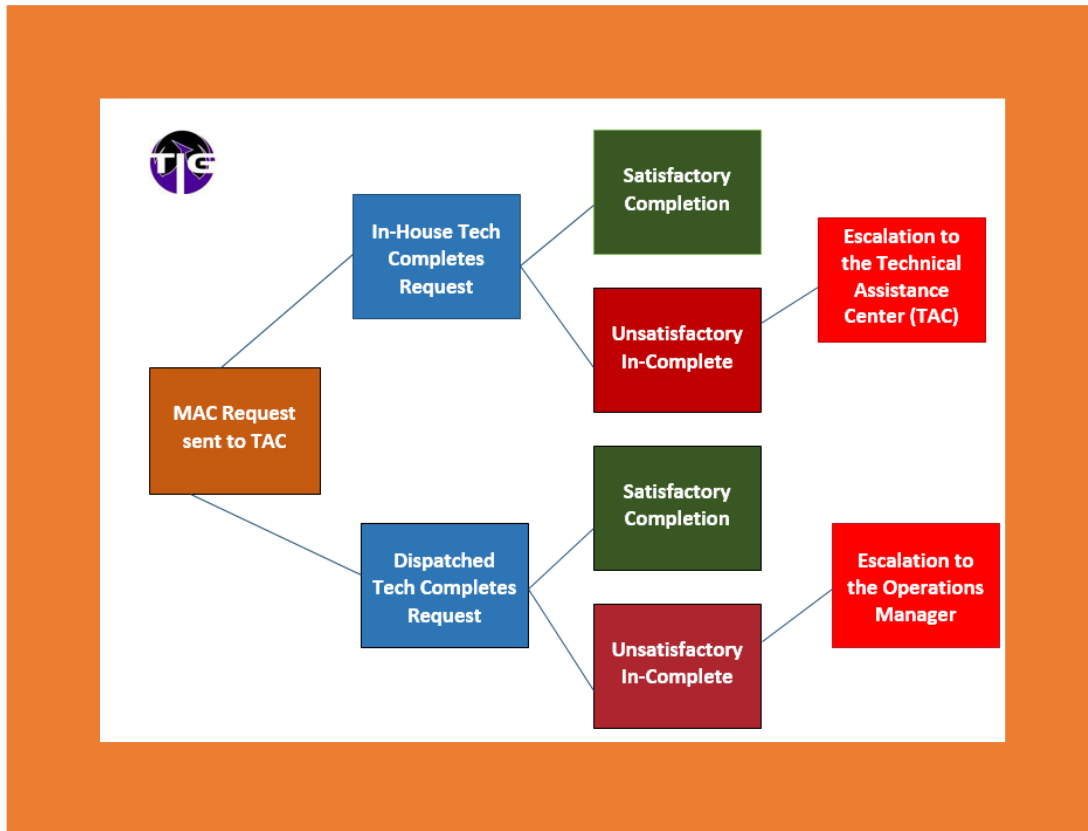 TIG
Satisfactory
Completion
In-House Tech
Completes
Request
Escalation to
the Technical
Assistance
Center (TAC)
Unsatisfactory
In-Complete
MAC Request
sent to TAC
Satisfactory
Completion
Dispatched
Tech Completes
Request
Escalation to
the Operations
Manager
Unsatisfactory
In-Complete